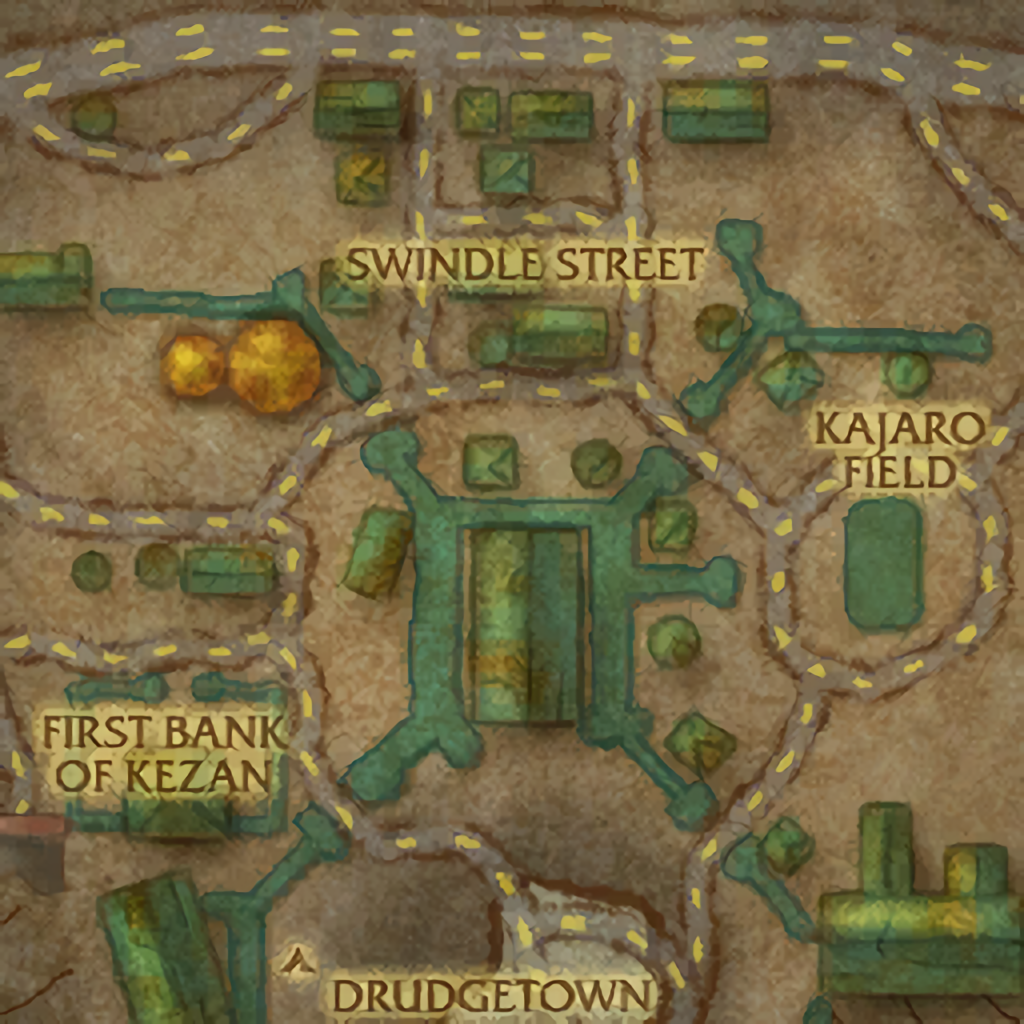 SWINDLE STREET
KAJARO
FIELD
FIRST BANK
OF KEZAN
DRUDGETOWN